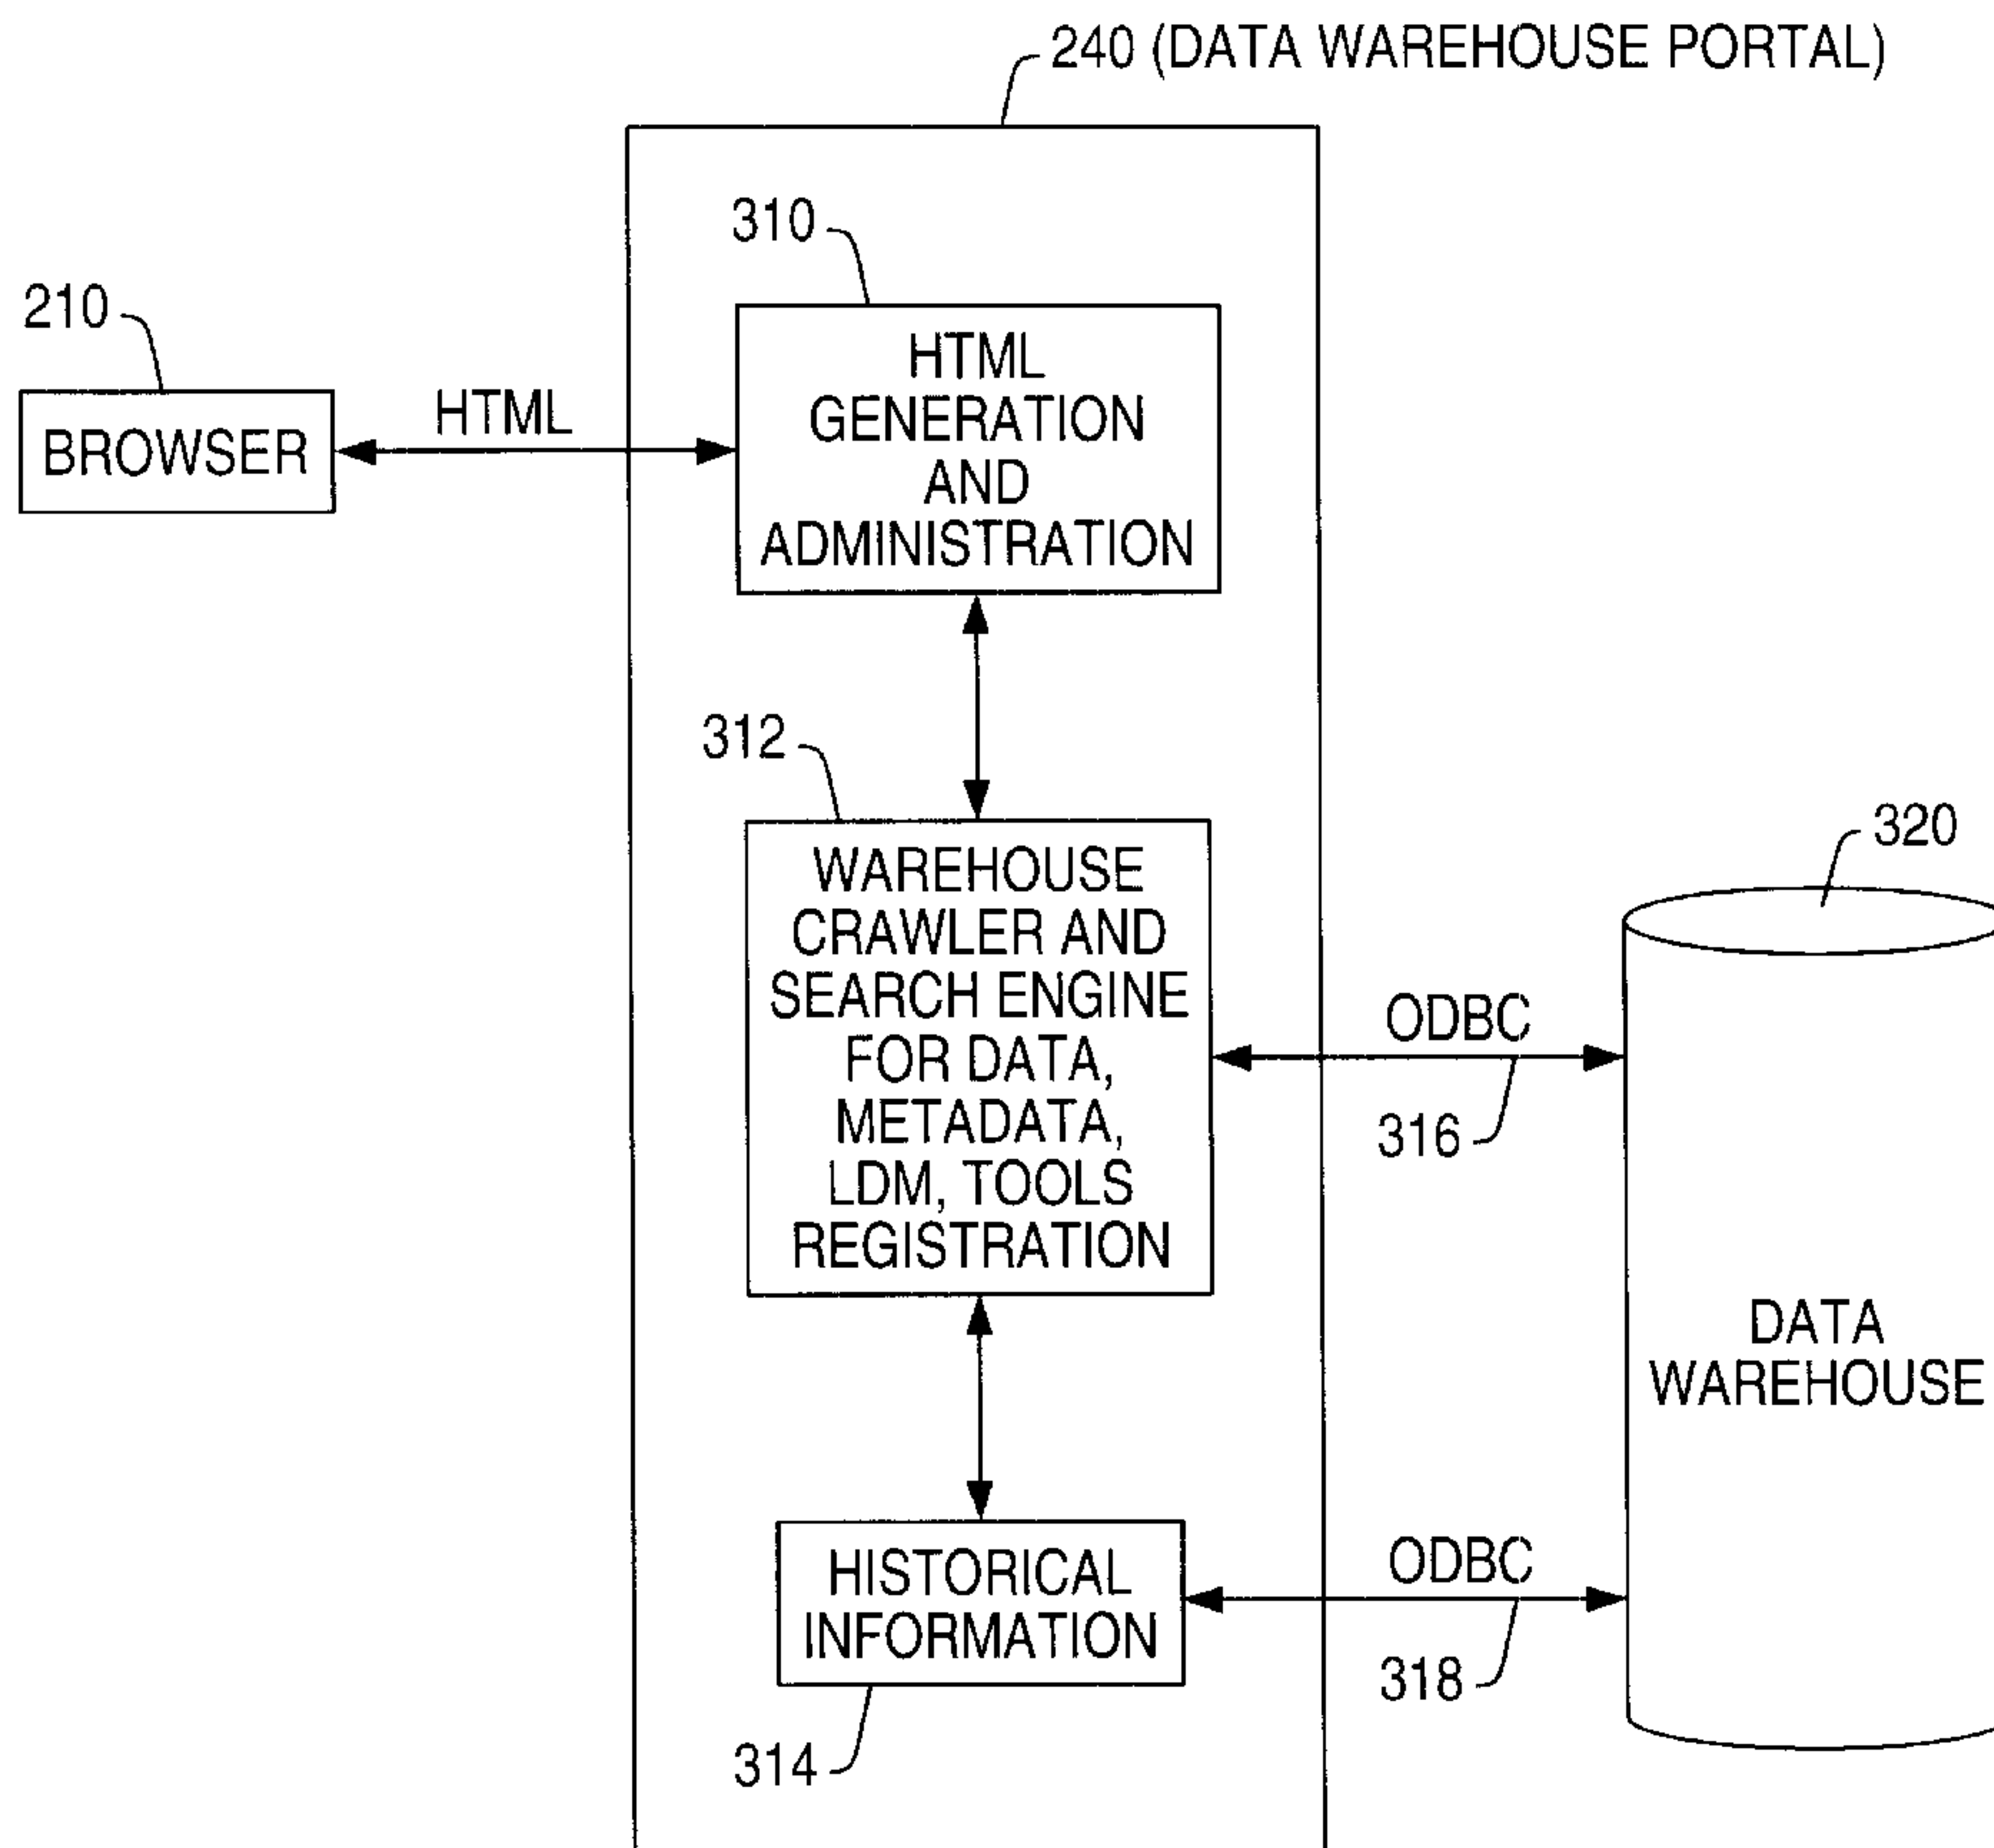 240 (DATA WAREHOUSE PORTAL)
310
210
HTML
GENERATION
AND
ADMINISTRATION
HTML
BROWSER
312
320
WAREHOUSE
CRAWLER AND
SEARCH ENGINE
FOR DATA,
METADATA,
LDM, TOOLS
REGISTRATION
ODBC
316
DATA
WAREHOUSE
HISTORICAL
INFORMATION
ODBC
318
314